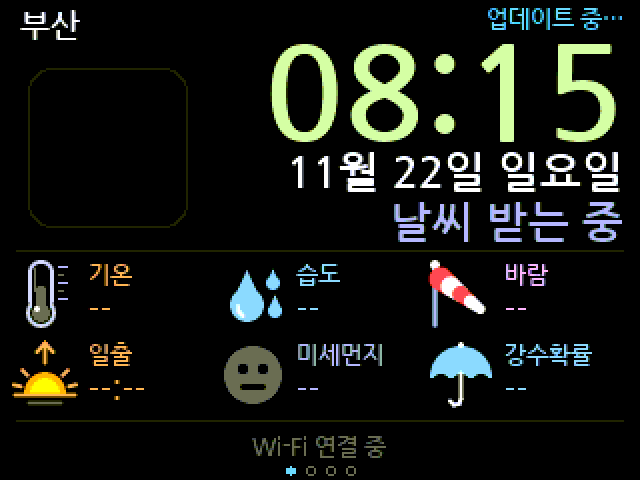 부산
업데이트 중…
08:15
11월 22일 일요일
날씨 받는 중
기온
--
습도
--
바람
--
일출
--:--
미세먼지
--
강수확률
--
Wi-Fi 연결 중